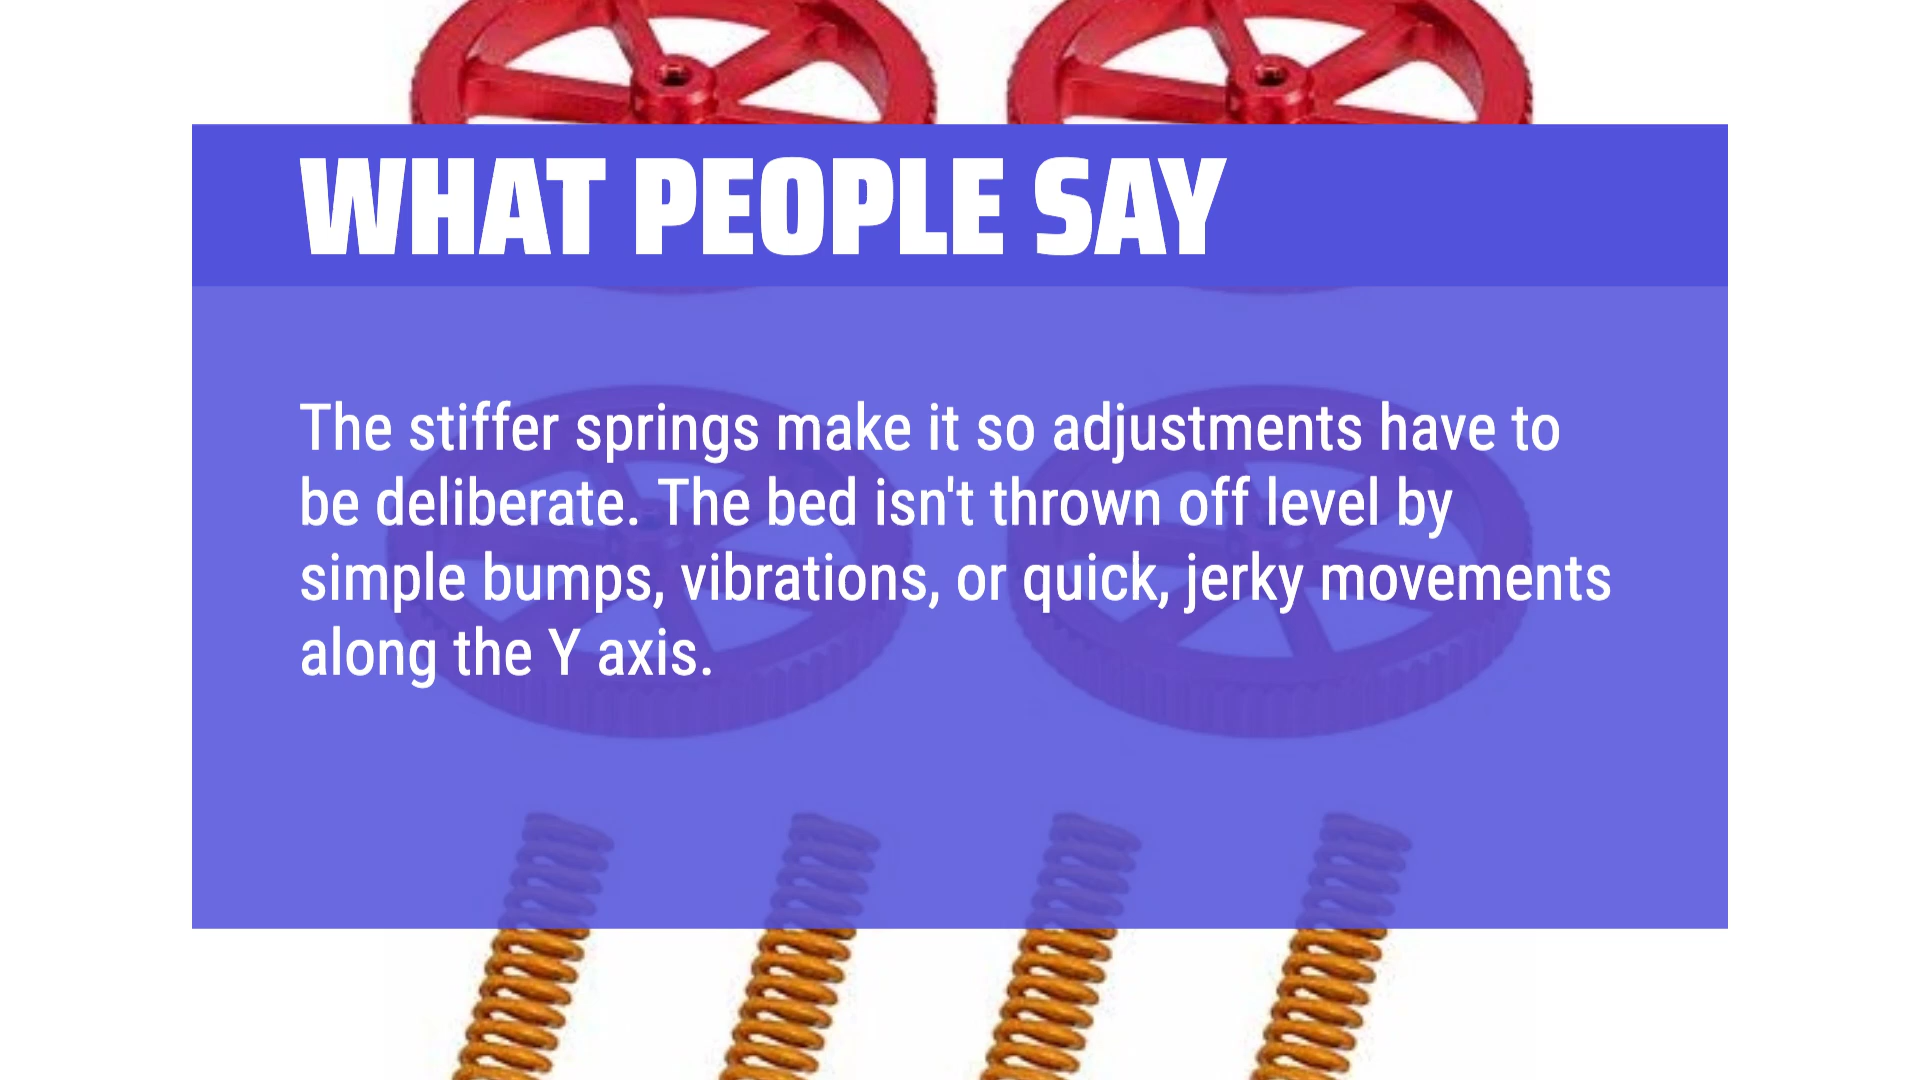 WHAT PEOPLE SAY
The stiffer springs make it so adjustments have to
be deliberate. The bed isn't thrown off level by
simple bumps, vibrations, or quick, jerky movements
along the Y axis.